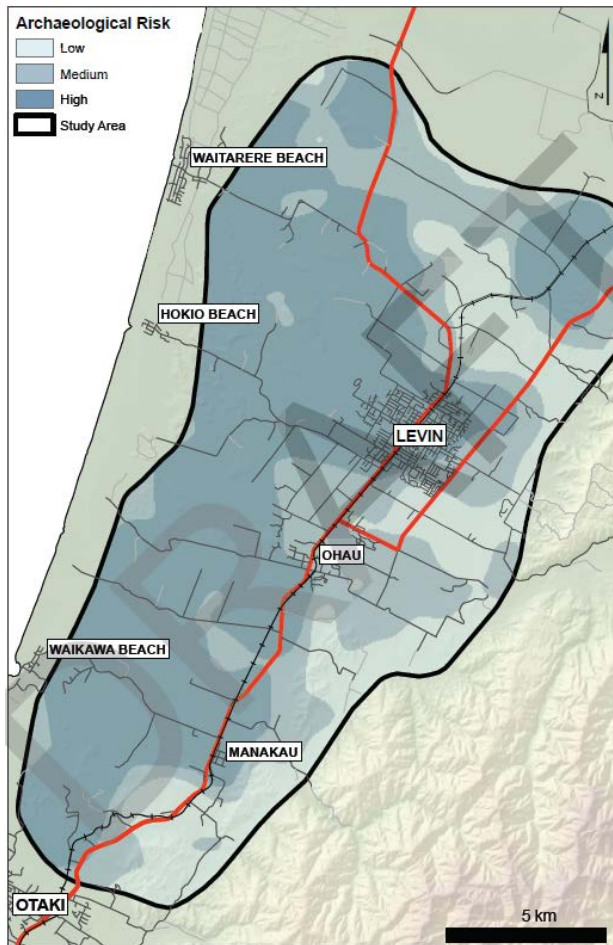 Archaeological Risk
Low
Medium
High
Study Area
Z
WAITARERE BEACH
HOKIO BEACH
LEVIN
OHAU
WAIKAWA BEACH
MANAKAU
OTAKI
5 km
DRAFT